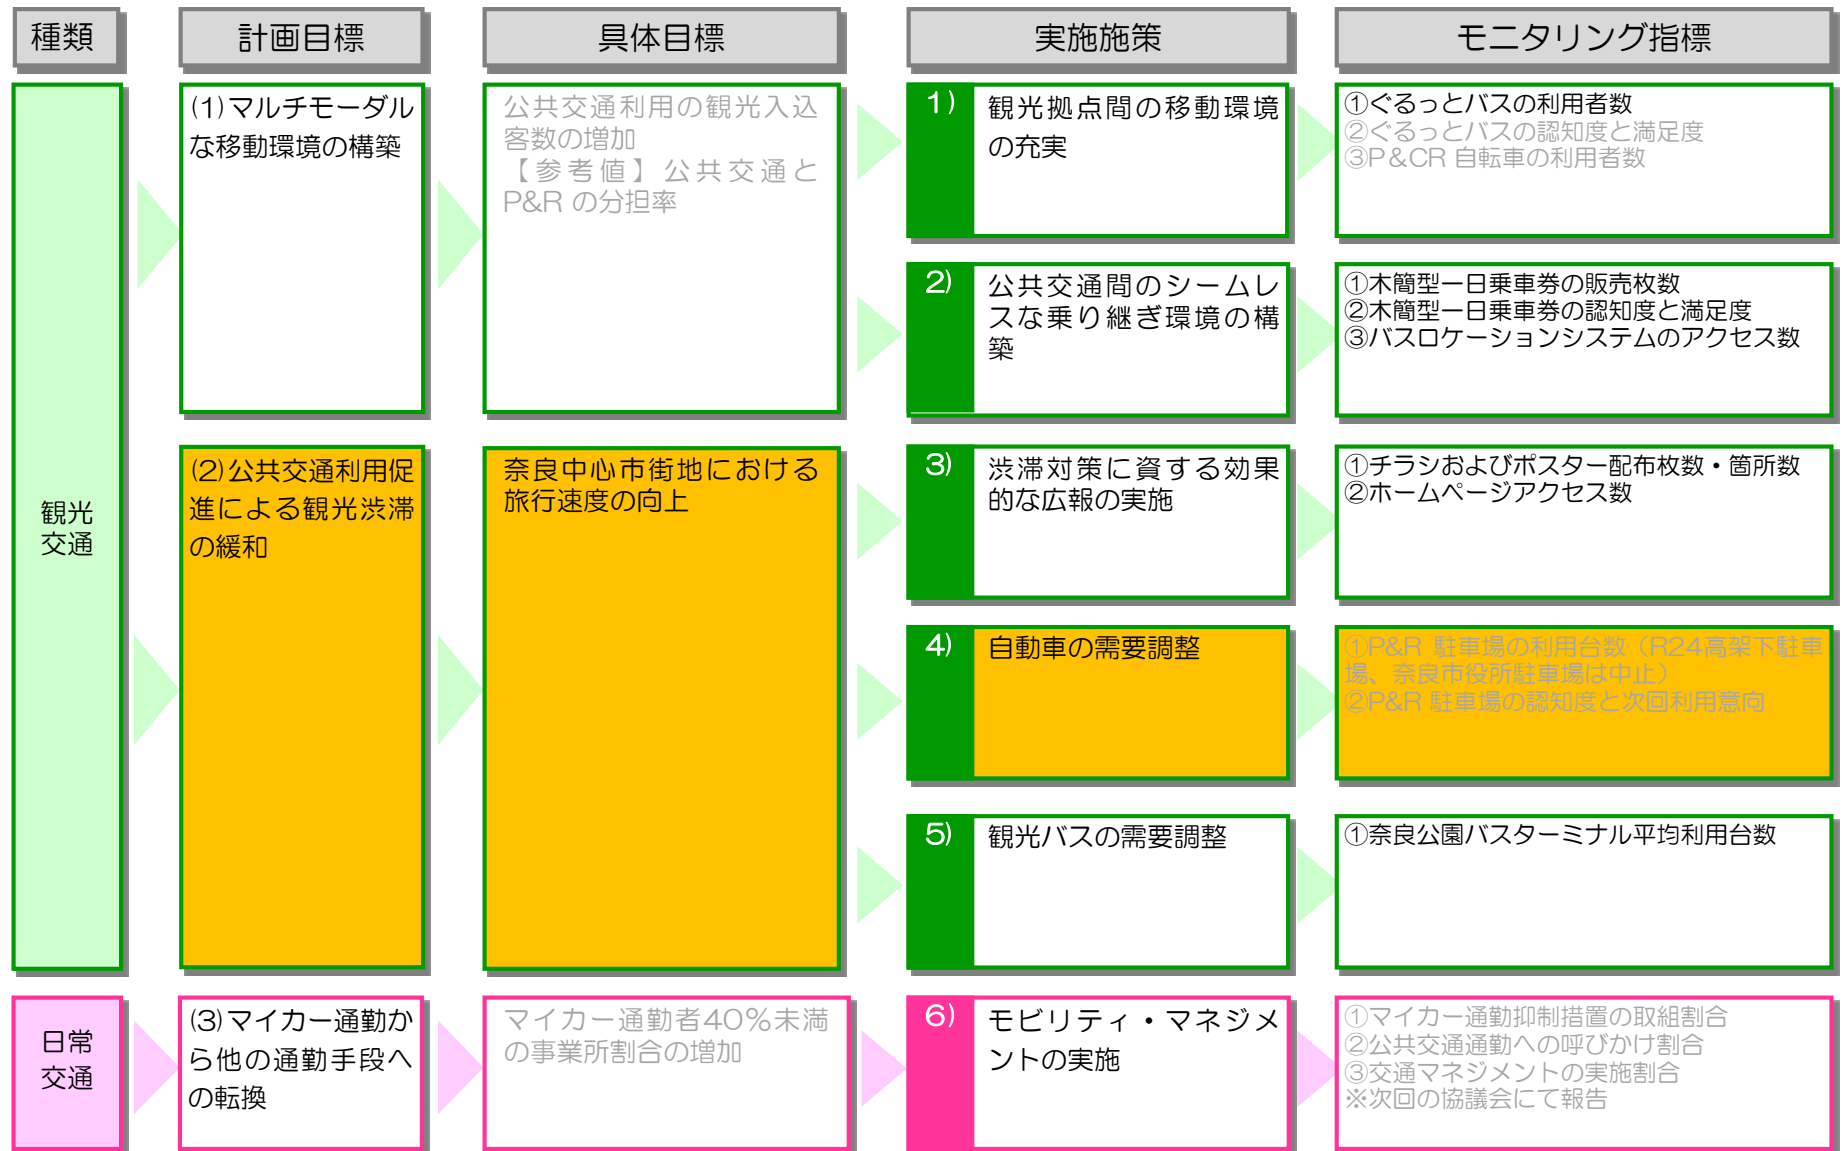 種類
計画目標
具体目標
実施施策
モニタリング指標
観光
交通
(1)マルチモーダル
な移動環境の構築
公共交通利用の観光入込
客数の増加
【参考値】公共交通と
P&R の分担率
1)
観光拠点間の移動環境
の充実
①ぐるっとバスの利用者数
②ぐるっとバスの認知度と満足度
③P&CR 自転車の利用者数
2)
公共交通間のシームレ
スな乗り継ぎ環境の構
築
①木簡型一日乗車券の販売枚数
②木簡型一日乗車券の認知度と満足度
③バスロケーションシステムのアクセス数
(2)公共交通利用促
進による観光渋滞
の緩和
奈良中心市街地における
旅行速度の向上
3)
渋滞対策に資する効果
的な広報の実施
①チラシおよびポスター配布枚数・箇所数
②ホームページアクセス数
4)
自動車の需要調整
①P&R 駐車場の利用台数（R24高架下駐車
場、奈良市役所駐車場は中止）
②P&R 駐車場の認知度と次回利用意向
5)
観光バスの需要調整
①奈良公園バスターミナル平均利用台数
日常
交通
(3)マイカー通勤か
ら他の通勤手段へ
の転換
マイカー通勤者40%未満
の事業所割合の増加
6)
モビリティ・マネジメ
ントの実施
①マイカー通勤抑制措置の取組割合
②公共交通通勤への呼びかけ割合
③交通マネジメントの実施割合
※次回の協議会にて報告